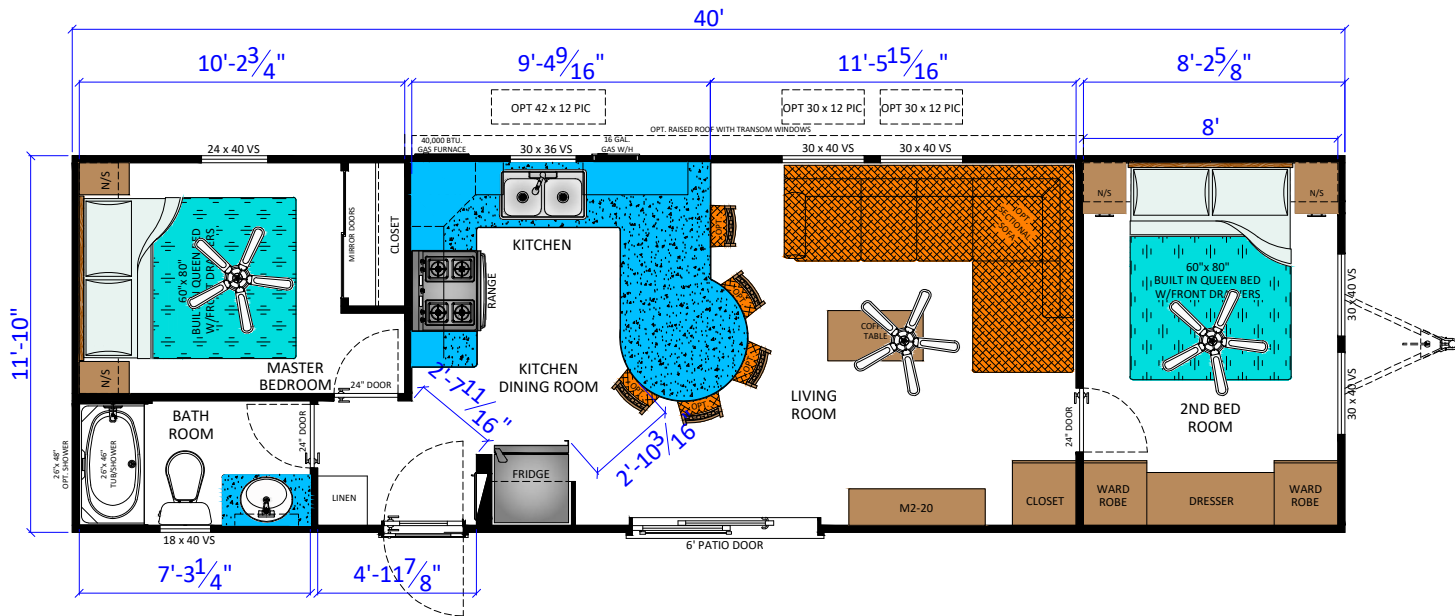 40'
10'-2 3/4"
9'-4 9/16"
11'-5 15/16"
8'-2 5/8"
OPT 42 x 12 PIC
OPT 30 x 12 PIC
OPT 30 x 12 PIC
OPT. RAISED ROOF WITH TRANSOM WINDOWS
8'
24 x 40 VS
40,000 BTU.
GAS FURNACE
30 x 36 VS
16 GAL.
GAS W/H
30 x 40 VS
30 x 40 VS
11'-10"
N/S
MIRROR DOORS
CLOSET
60"x 80"
BUILT IN QUEEN BED
W/FRONT DRAWERS
N/S
MASTER
BEDROOM
24" DOOR
KITCHEN
RANGE
KITCHEN
DINING ROOM
2'-7 11/16"
2'-10 3/16"
OPT
OPT
SECTIONAL
SOFA
COFF
TABLE
LIVING
ROOM
N/S
N/S
60"x 80"
BUILT IN QUEEN BED
W/FRONT DRAWERS
30 x 40 VS
30 x 40 VS
2ND BED
ROOM
24" DOOR
BATH
ROOM
24" DOOR
26"x 48"
OPT. SHOWER
26"x 46"
TUB/SHOWER
LINEN
FRIDGE
M2-20
CLOSET
WARD
ROBE
DRESSER
WARD
ROBE
18 x 40 VS
6' PATIO DOOR
7'-3 1/4"
4'-11 7/8"